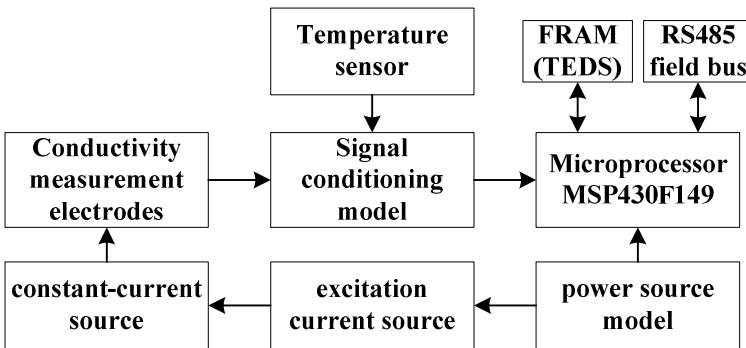 Temperature
sensor
FRAM
(TEDS)
RS485
field bus
Conductivity
measurement
electrodes
Signal
conditioning
model
Microprocessor
MSP430F149
constant-current
source
excitation
current source
power source
model